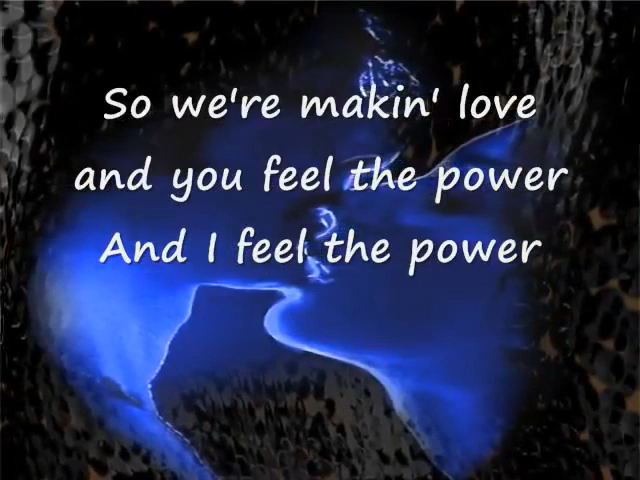 So we're makin' love
and you feel the power
And I feel the power